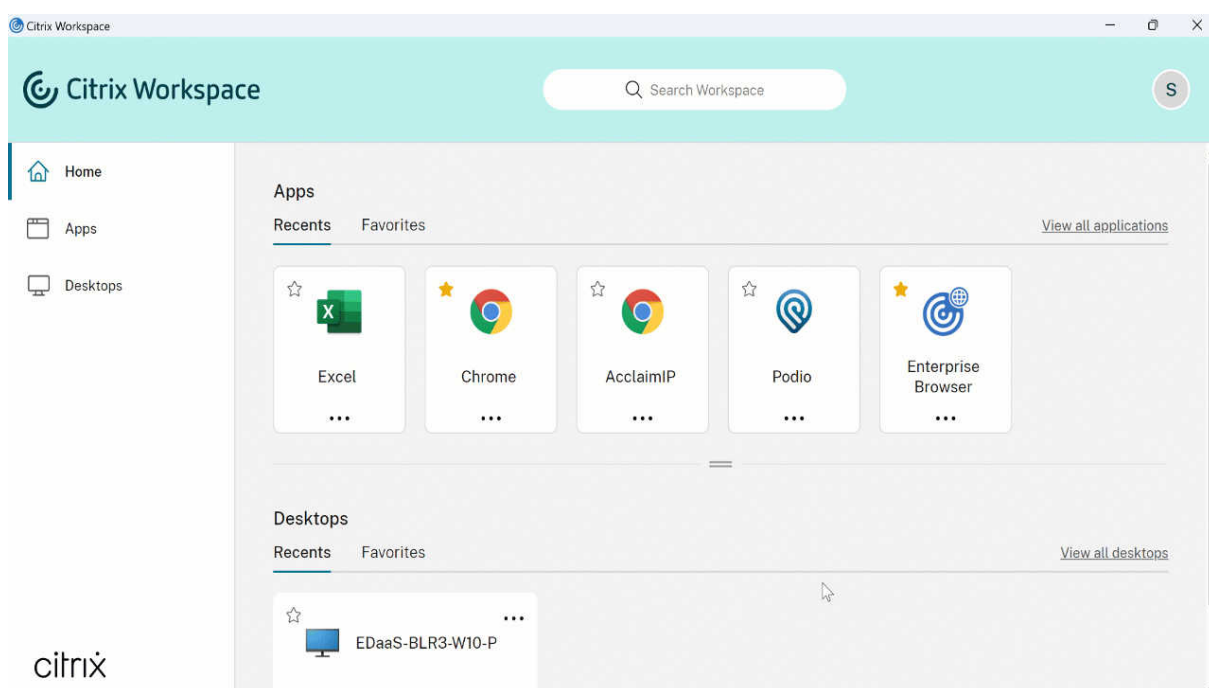 Citrix Workspace
Citrix Workspace
Search Workspace
S
Home
Apps
Desktops
Apps
Recents Favorites
View all applications
X
Excel
Chrome
AcclaimIP
Podio
Enterprise
Browser
Desktops
Recents Favorites
View all desktops
EDaaS-BLR3-W10-P
citrix